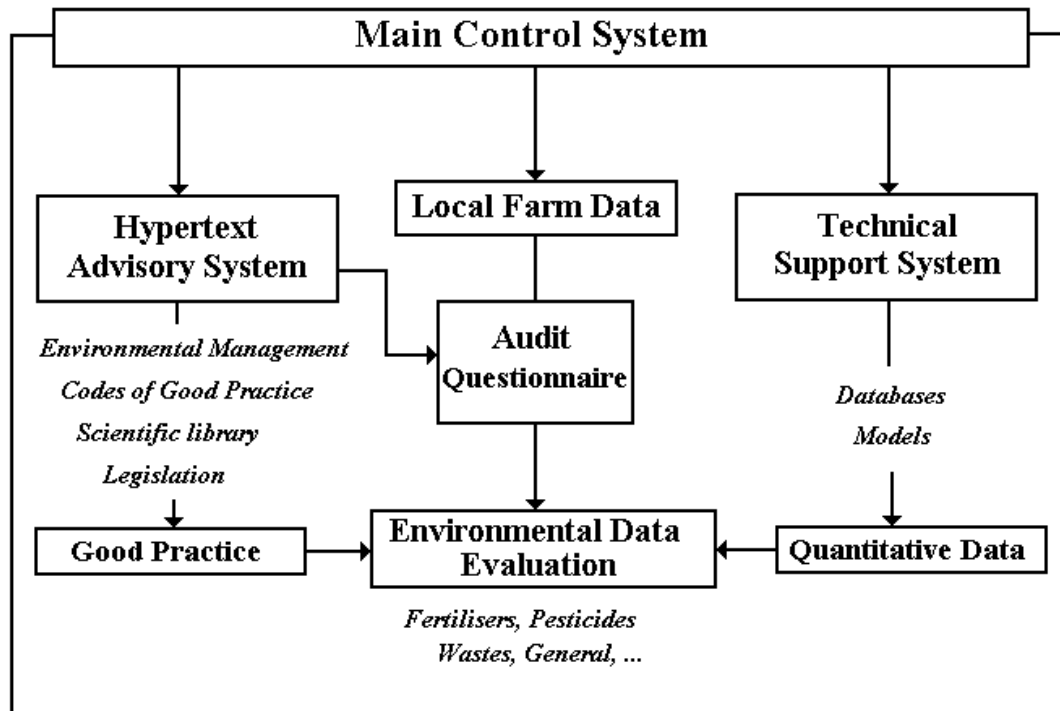 Main Control System
Hypertext
Advisory System
Local Farm Data
Technical
Support System
Audit
Questionnaire
Environmental Management
Codes of Good Practice
Scientific library
Legislation
Databases
Models
Good Practice
Environmental Data
Evaluation
Quantitative Data
Fertilisers, Pesticides
Wastes, General, ...